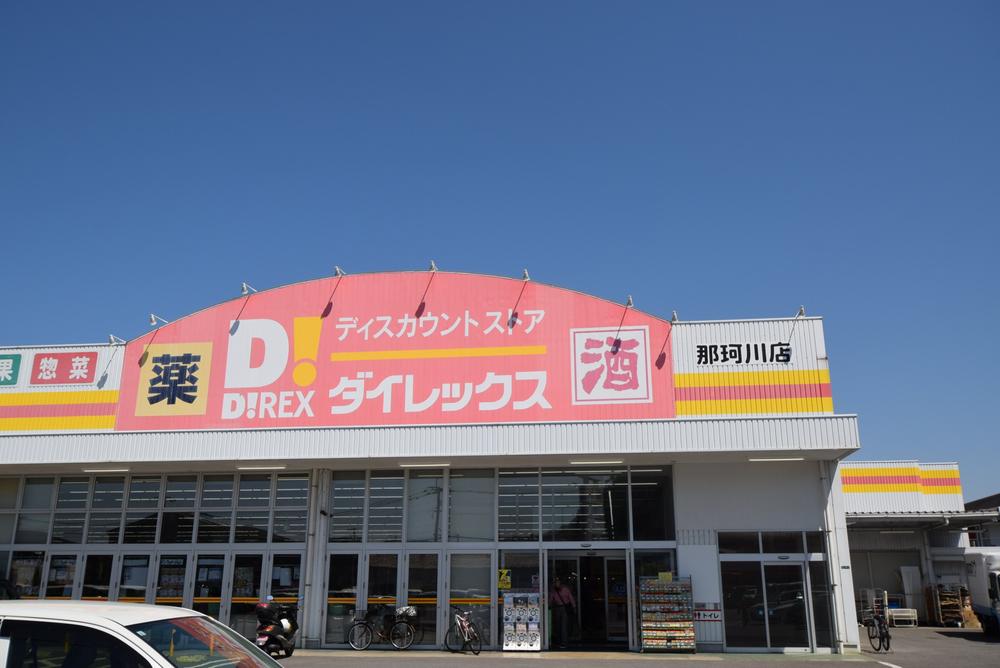 果
惣菜
薬
D!
D!REX
ディスカウントストア
ダイレックス
酒
那珂川店
トイレ